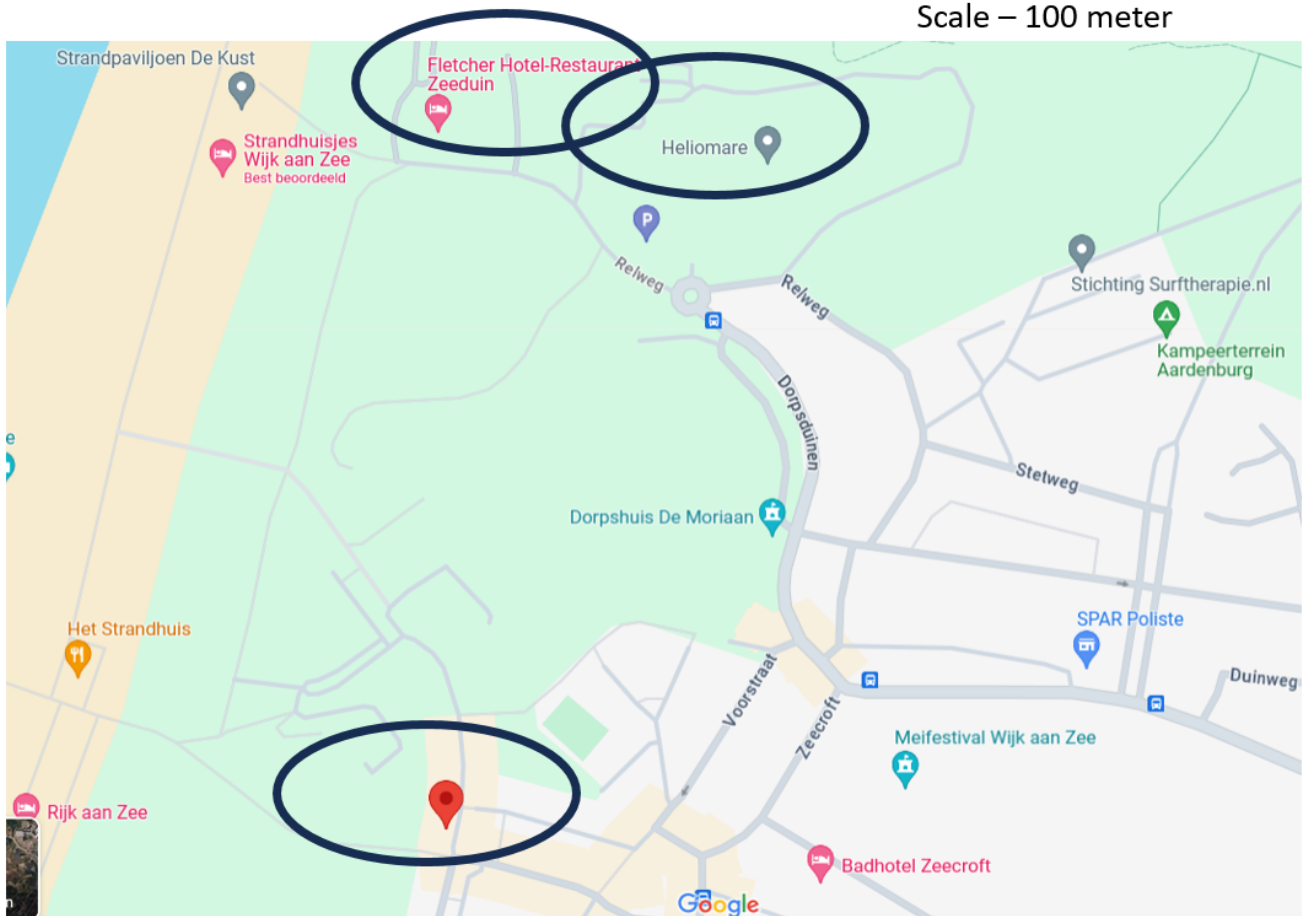 Scale – 100 meter
Strandpaviljoen De Kust
Fletcher Hotel-Restaurant
Zeeduin
Strandhuisjes
Wijk aan Zee
Best beoordeeld
Heliomare
P
Relweg
Relweg
Stichting Surftherapie.nl
Kampeerterrein
Aardenburg
Dorpsduinen
e
Stetweg
Dorpshuis De Moriaan
Het Strandhuis
SPAR Poliste
Voorstraat
Duinweg
Zeecroft
Meifestival Wijk aan Zee
Rijk aan Zee
Badhotel Zeecroft
n
Google